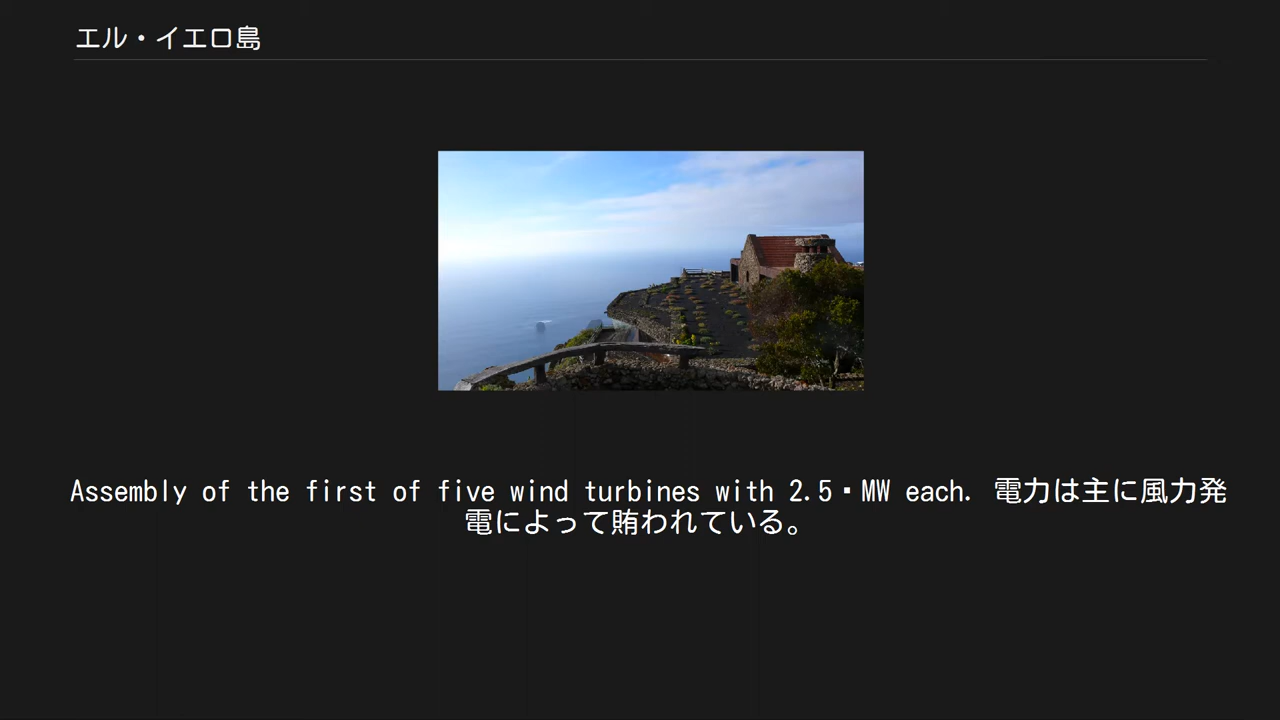 エル・イエロ島
Assembly of the first of five wind turbines with 2.5▪MW each. 電力は主に風力発
電によって賄われている。